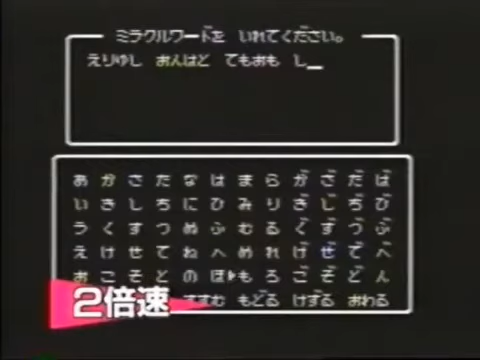 ミラクルワードを いれてください。
えりゆし おんはど てもおも し
あ か さ た な は ま ら が ざ だ ば
い き し ち に ひ み り ぎ じ ぢ び
う く す つ ぬ ふ む る ぐ ず づ ぶ
え け せ て ね へ め れ げ ぜ で べ
お こ そ と の ほ も ろ ご ぞ ど ん
すすむ もどる けずる おわる
2倍速